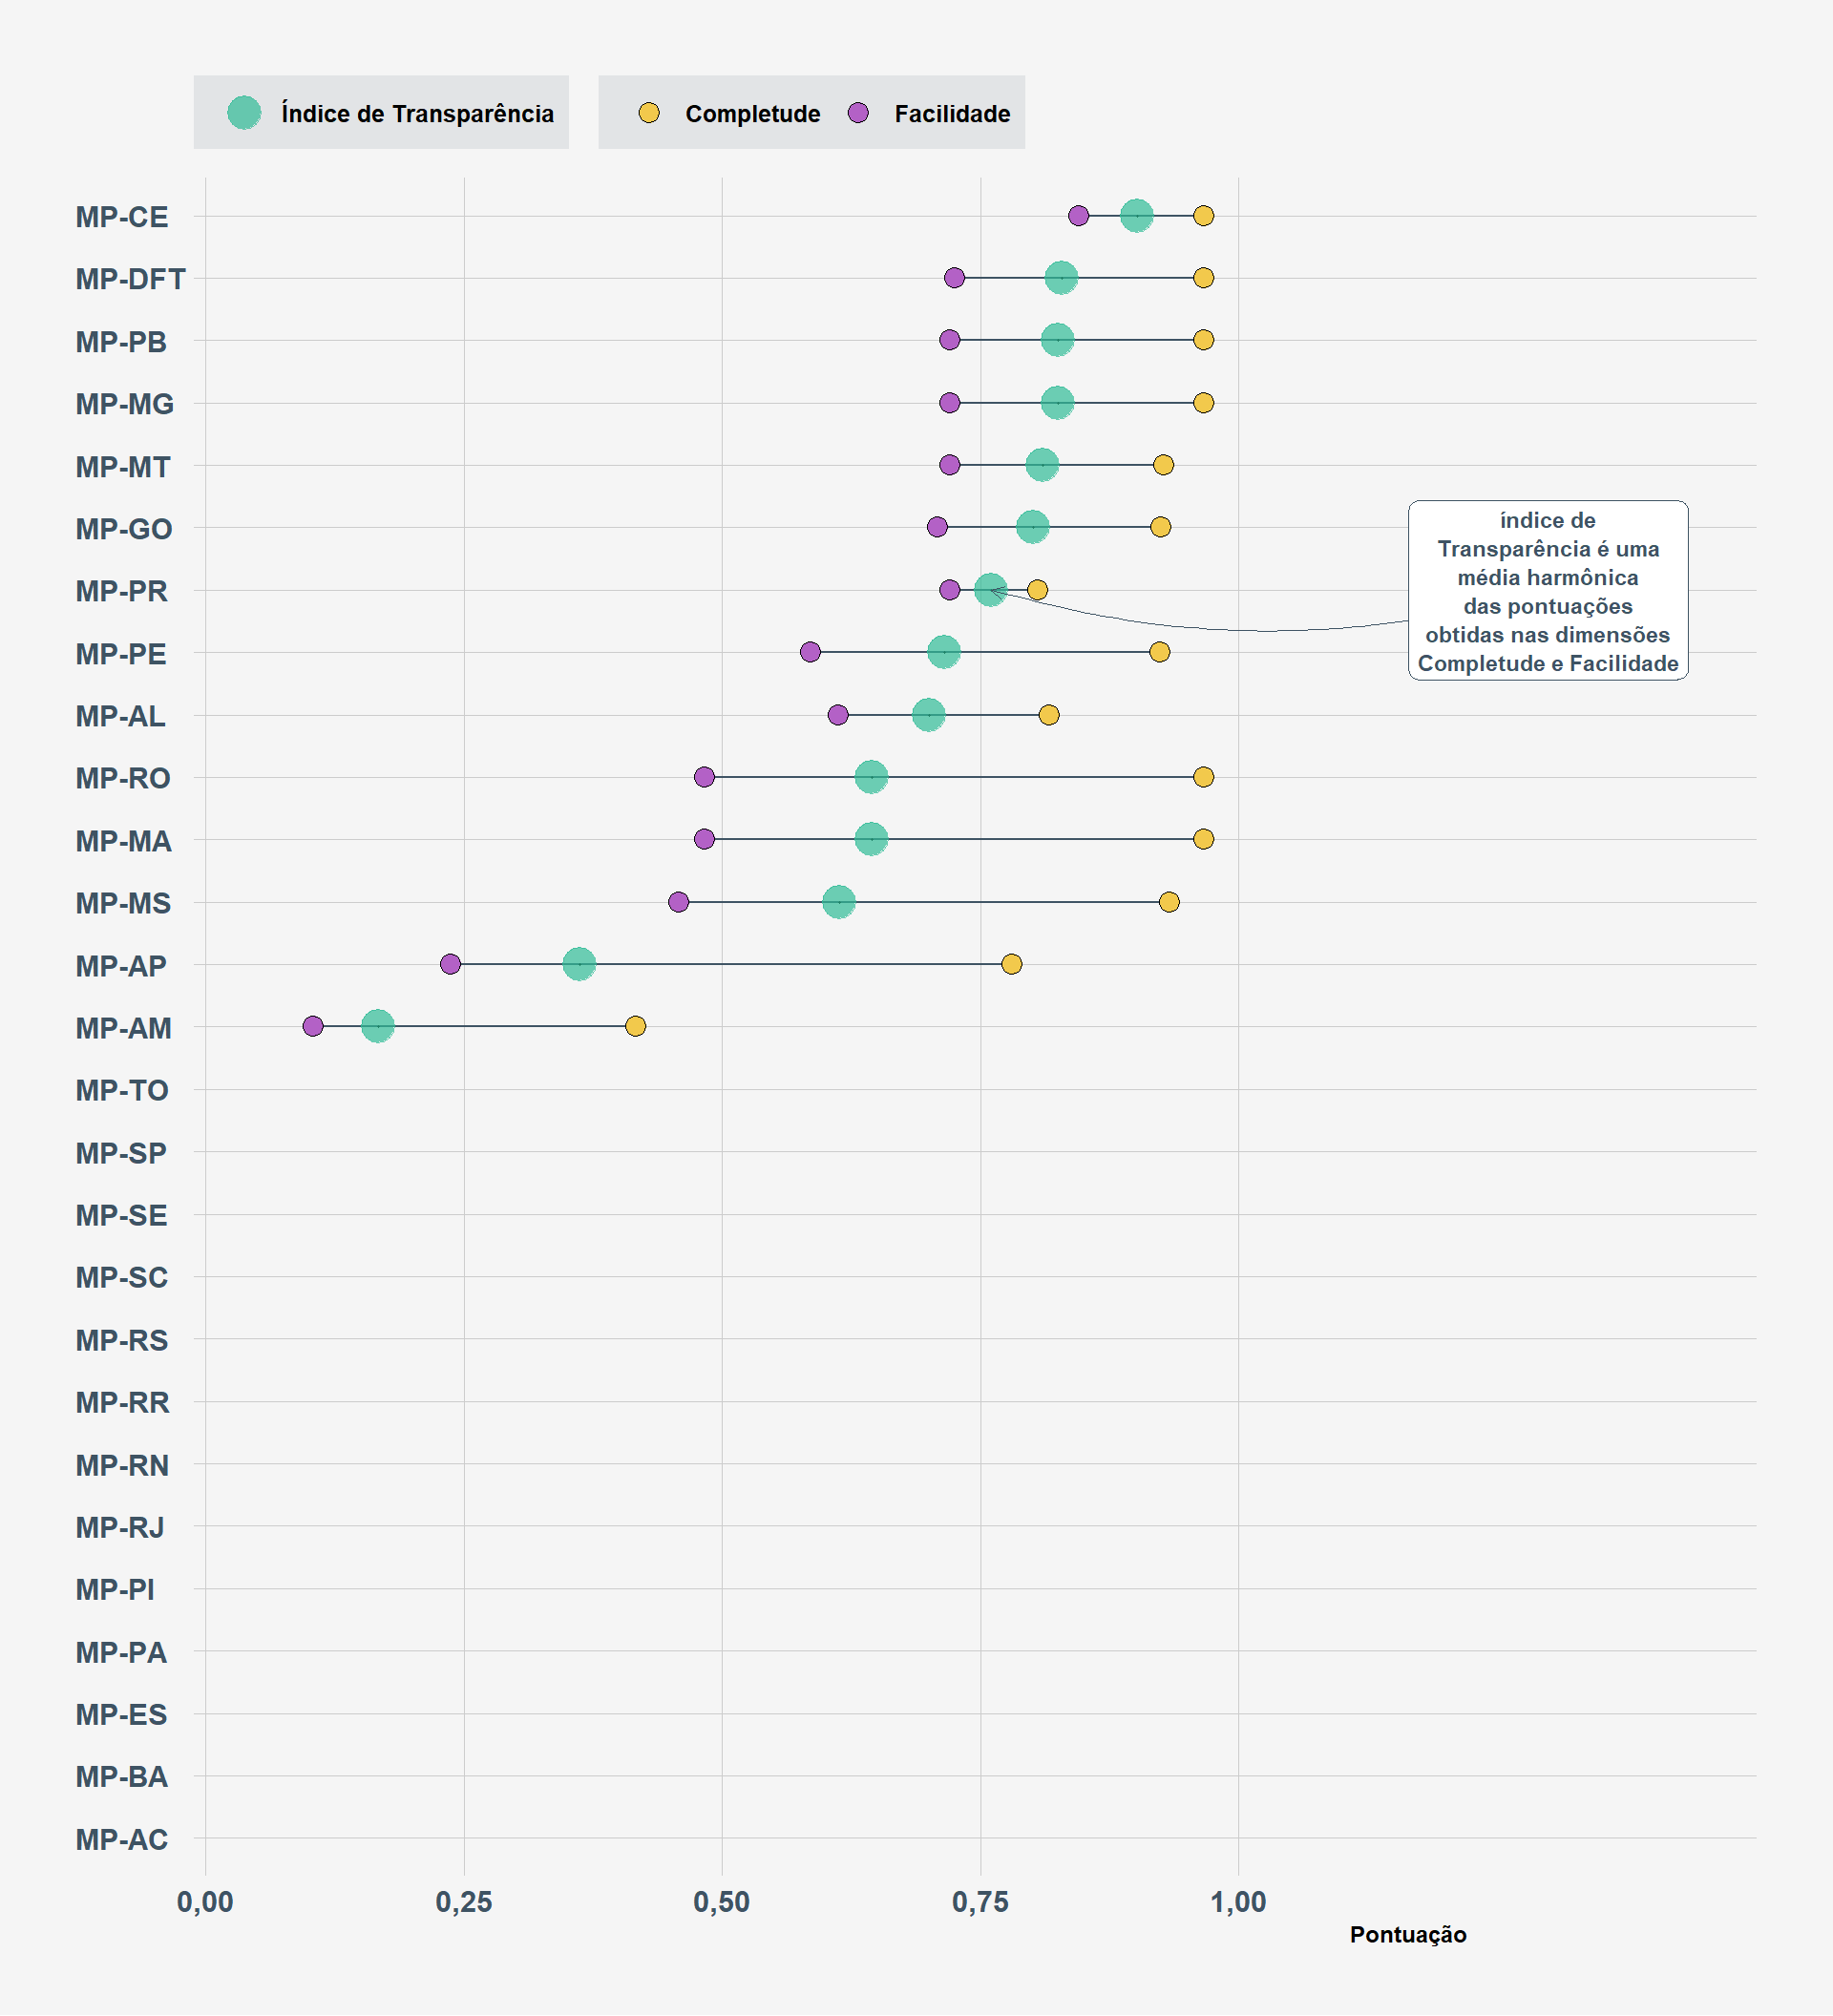 Índice de Transparência
Completude
Facilidade
MP-CE
MP-DFT
MP-PB
MP-MG
MP-MT
MP-GO
MP-PR
MP-PE
MP-AL
MP-RO
MP-MA
MP-MS
MP-AP
MP-AM
MP-TO
MP-SP
MP-SE
MP-SC
MP-RS
MP-RR
MP-RN
MP-RJ
MP-PI
MP-PA
MP-ES
MP-BA
MP-AC
índice de
Transparência é uma
média harmônica
das pontuações
obtidas nas dimensões
Completude e Facilidade
0,00
0,25
0,50
0,75
1,00
Pontuação